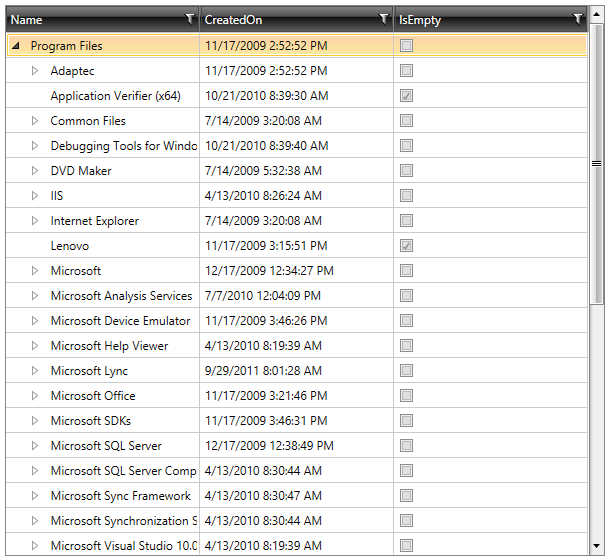 Name CreatedOn IsEmpty
Program Files 11/17/2009 2:52:52 PM
Adaptec 11/17/2009 2:52:52 PM
Application Verifier (x64) 10/21/2010 8:39:30 AM
Common Files 7/14/2009 3:20:08 AM
Debugging Tools for Windo 10/21/2010 8:39:40 AM
DVD Maker 7/14/2009 5:32:38 AM
IIS 4/13/2010 8:26:24 AM
Internet Explorer 7/14/2009 3:20:08 AM
Lenovo 11/17/2009 3:15:51 PM
Microsoft 12/17/2009 12:34:27 PM
Microsoft Analysis Services 7/7/2010 12:04:09 PM
Microsoft Device Emulator 11/17/2009 3:46:26 PM
Microsoft Help Viewer 4/13/2010 8:19:39 AM
Microsoft Lync 9/29/2011 8:01:28 AM
Microsoft Office 11/17/2009 3:21:46 PM
Microsoft SDKs 11/17/2009 3:46:31 PM
Microsoft SQL Server 12/17/2009 12:38:49 PM
Microsoft SQL Server Comp 4/13/2010 8:30:44 AM
Microsoft Sync Framework 4/13/2010 8:30:47 AM
Microsoft Synchronization S 4/13/2010 8:30:44 AM
Microsoft Visual Studio 10.0 4/13/2010 8:19:39 AM